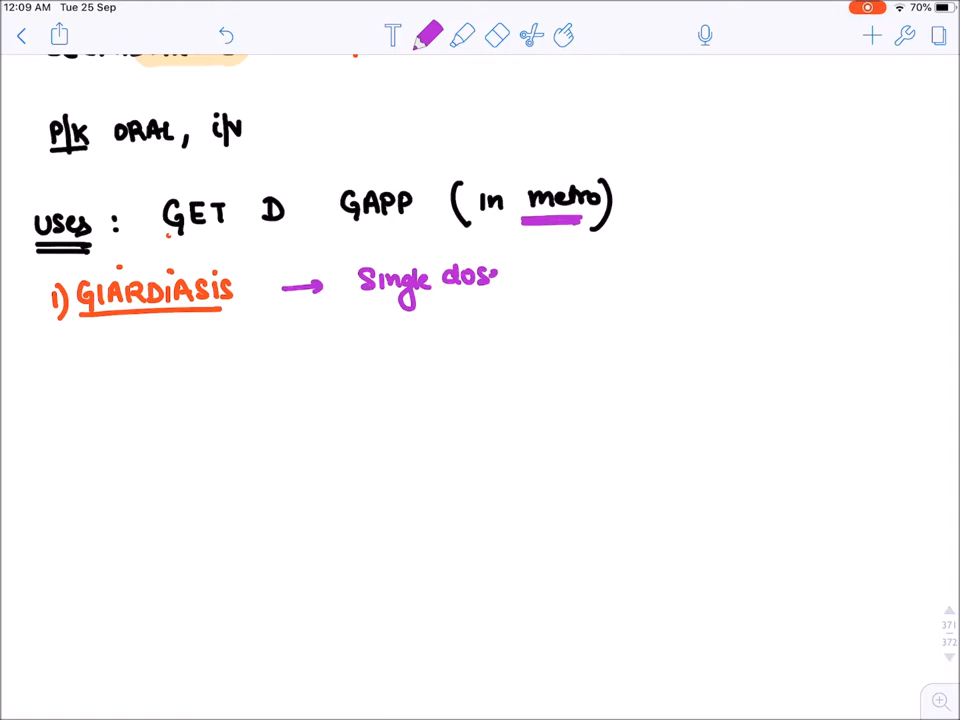 12:09 AM Tue 25 Sep 70%
P/K ORAL, i/v
USes : GET D GAPP (in metro)
1) GIARDIASIS → Single dos
371
372